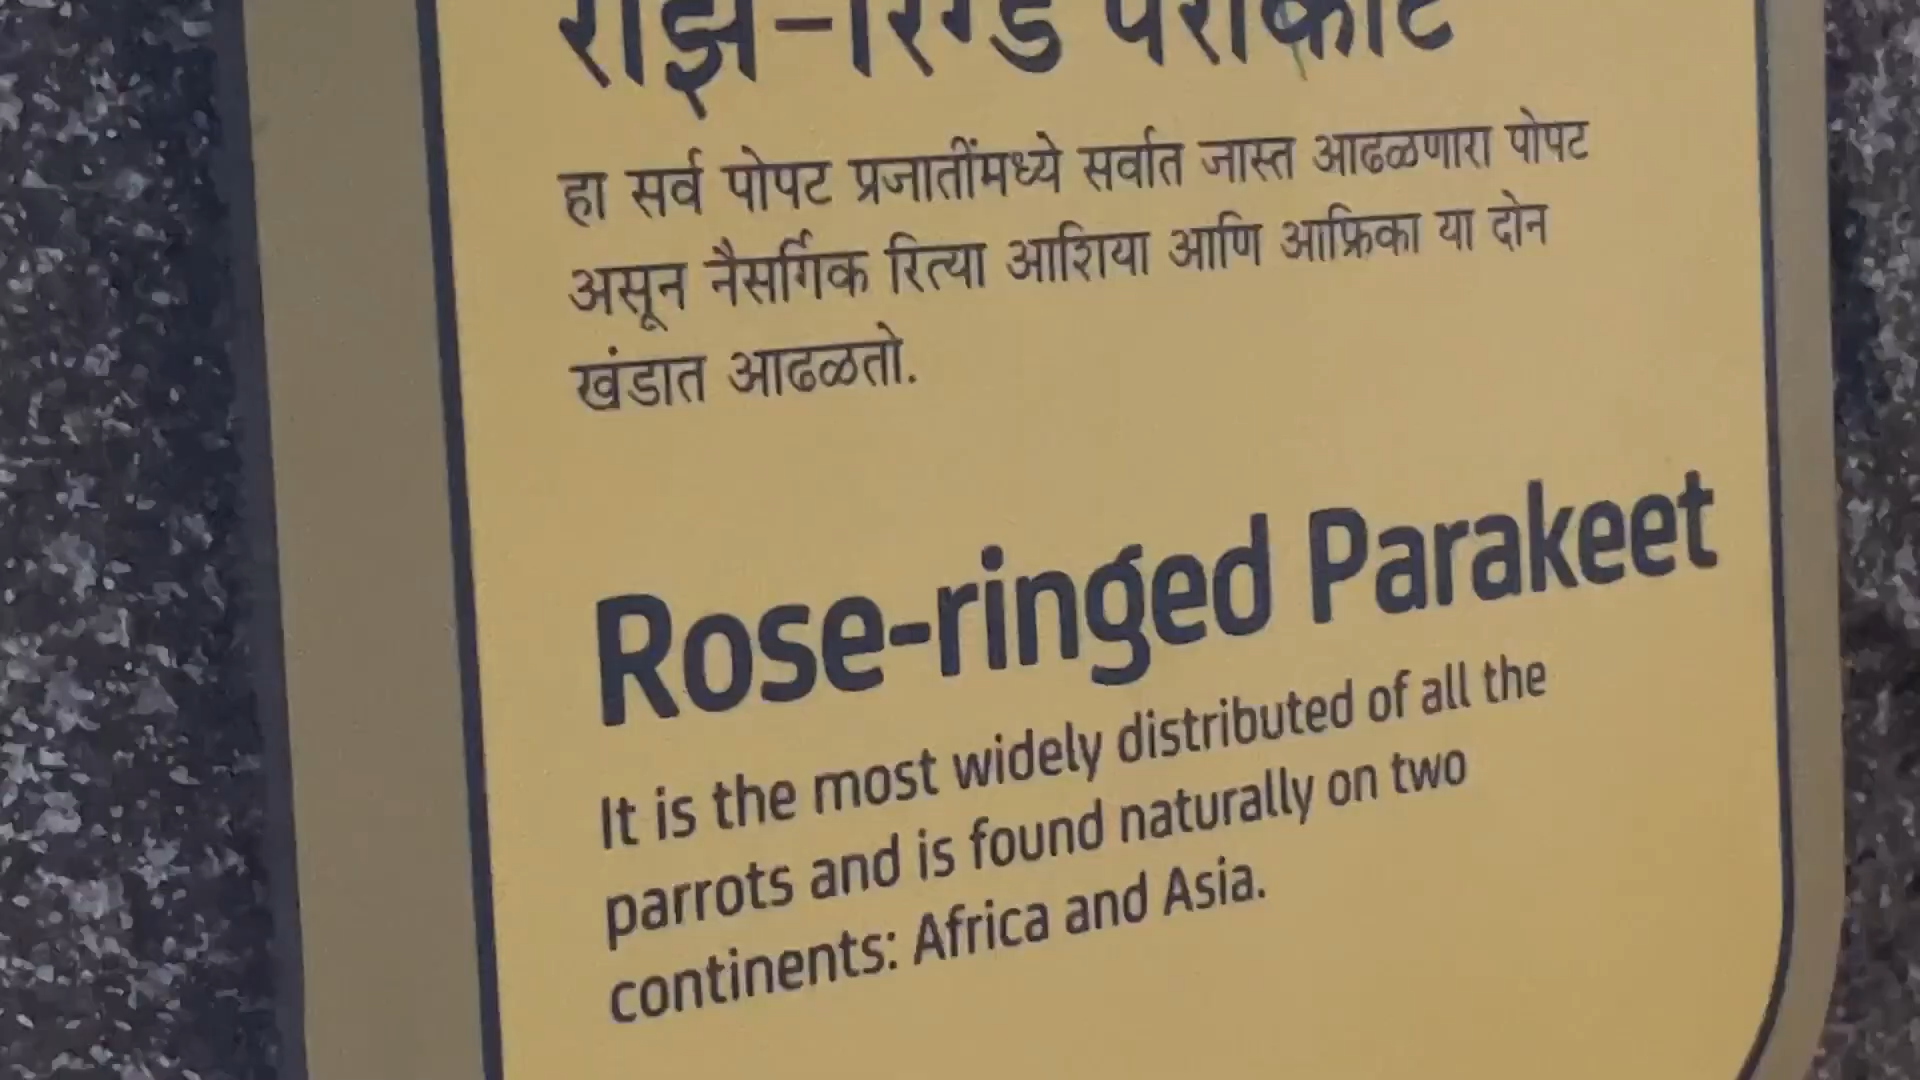 रोझ-रिंग्ड पॅराकीट
हा सर्व पोपट प्रजातींमध्ये सर्वात जास्त आढळणारा पोपट
असून नैसर्गिक रित्या आशिया आणि आफ्रिका या दोन
खंडात आढळतो.
Rose-ringed Parakeet
It is the most widely distributed of all the
parrots and is found naturally on two
continents: Africa and Asia.